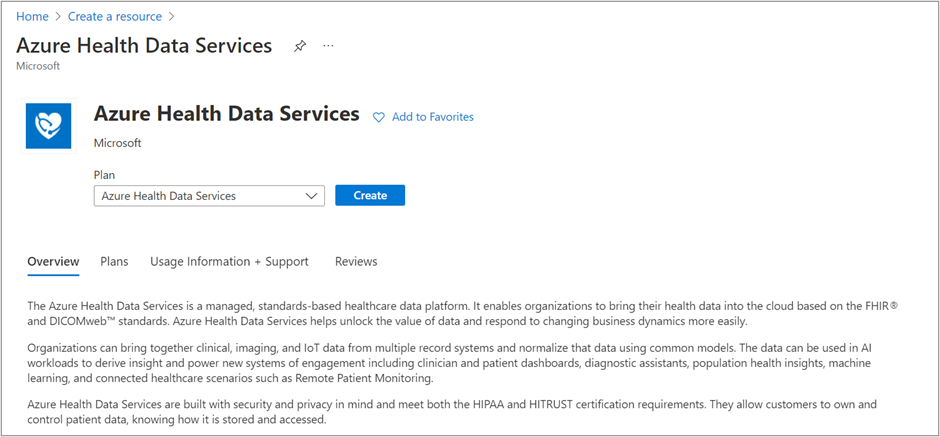 Home > Create a resource >
Azure Health Data Services ...
Microsoft
Azure Health Data Services Add to Favorites
Microsoft
Plan
Azure Health Data Services Create
Overview Plans Usage Information + Support Reviews
The Azure Health Data Services is a managed, standards-based healthcare data platform. It enables organizations to bring their health data into the cloud based on the FHIR®
and DICOMweb™ standards. Azure Health Data Services helps unlock the value of data and respond to changing business dynamics more easily.
Organizations can bring together clinical, imaging, and IoT data from multiple record systems and normalize that data using common models. The data can be used in AI
workloads to derive insight and power new systems of engagement including clinician and patient dashboards, diagnostic assistants, population health insights, machine
learning, and connected healthcare scenarios such as Remote Patient Monitoring.
Azure Health Data Services are built with security and privacy in mind and meet both the HIPAA and HITRUST certification requirements. They allow customers to own and
control patient data, knowing how it is stored and accessed.